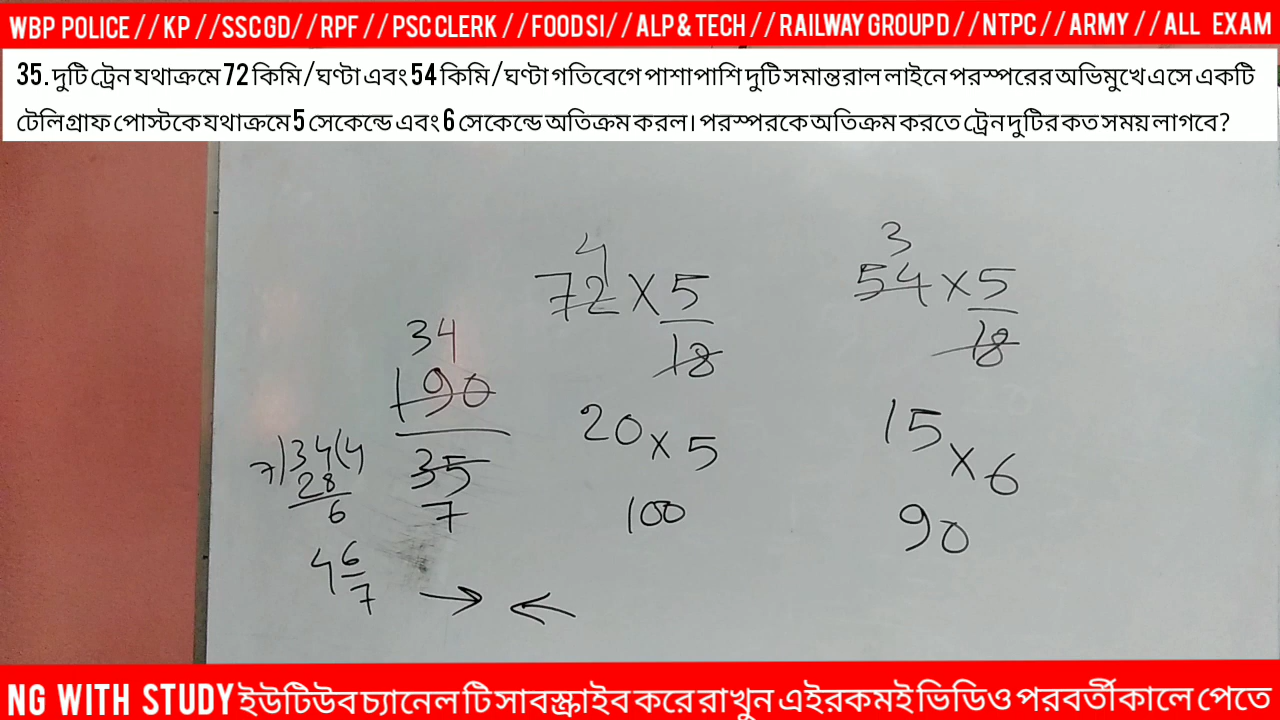 WBP POLICE // KP // SSC GD // RPF // PSC CLERK // FOOD SI // ALP & TECH // RAILWAY GROUP D // NTPC // ARMY // ALL EXAM
35. দুটি ট্রেন যথাক্রমে 72 কিমি/ঘণ্টা এবং 54 কিমি/ঘণ্টা গতিবেগে পাশাপাশি দুটি সমান্তরাল লাইনে পরস্পরের অভিমুখে এসে একটি
টেলিগ্রাফ পোস্টকে যথাক্রমে 5 সেকেন্ডে এবং 6 সেকেন্ডে অতিক্রম করল। পরস্পরকে অতিক্রম করতে ট্রেন দুটির কত সময় লাগবে?
4
72 × 5
18
20 × 5
100
3
54 × 5
18
15 × 6
90
34
190
35
7
7)34(4
28
6
4 6/7
→ ←
NG WITH STUDY ইউটিউব চ্যানেল টি সাবস্ক্রাইব করে রাখুন এইরকমই ভিডিও পরবর্তীকালে পেতে